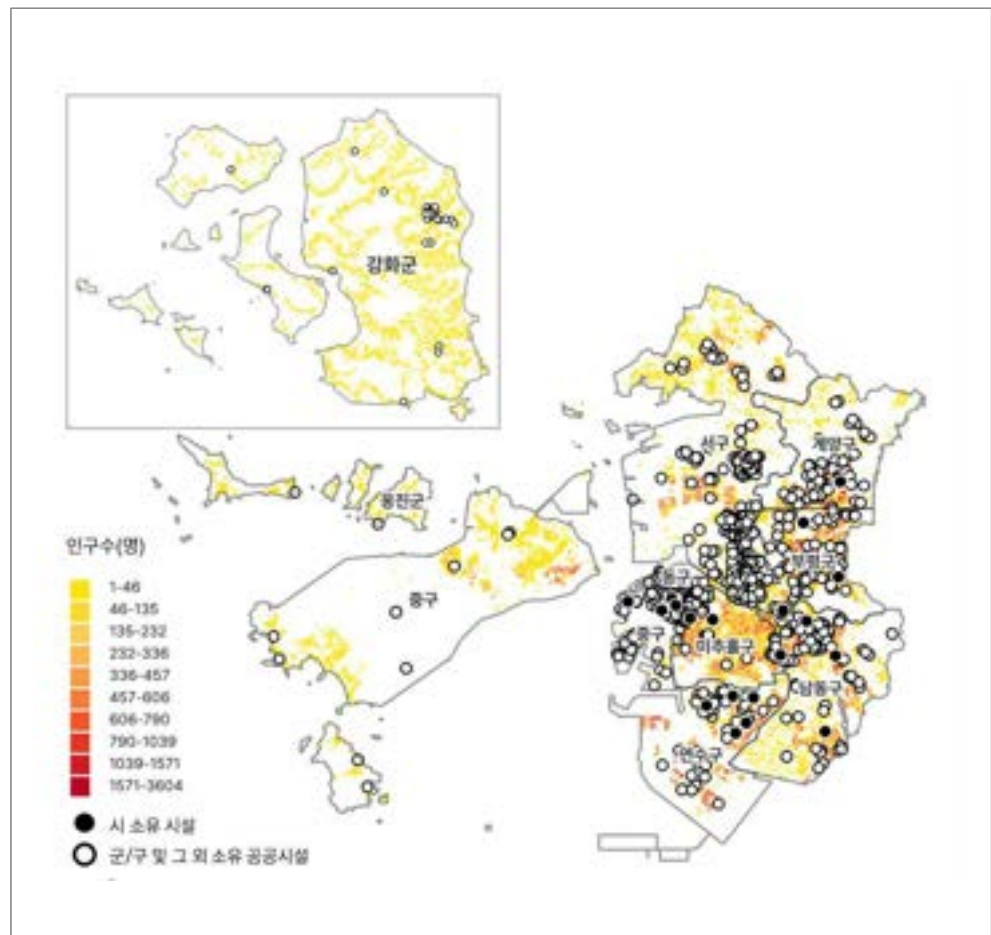 강화군
서구
계양구
옹진군
인구수(명)
부평구
동구
중구
1-46
46-135
중구
135-232
미추홀구
232-336
336-457
남동구
457-606
606-790
연수구
790-1039
1039-1571
1571-3604
시 소유 시설
군/구 및 그 외 소유 공공시설